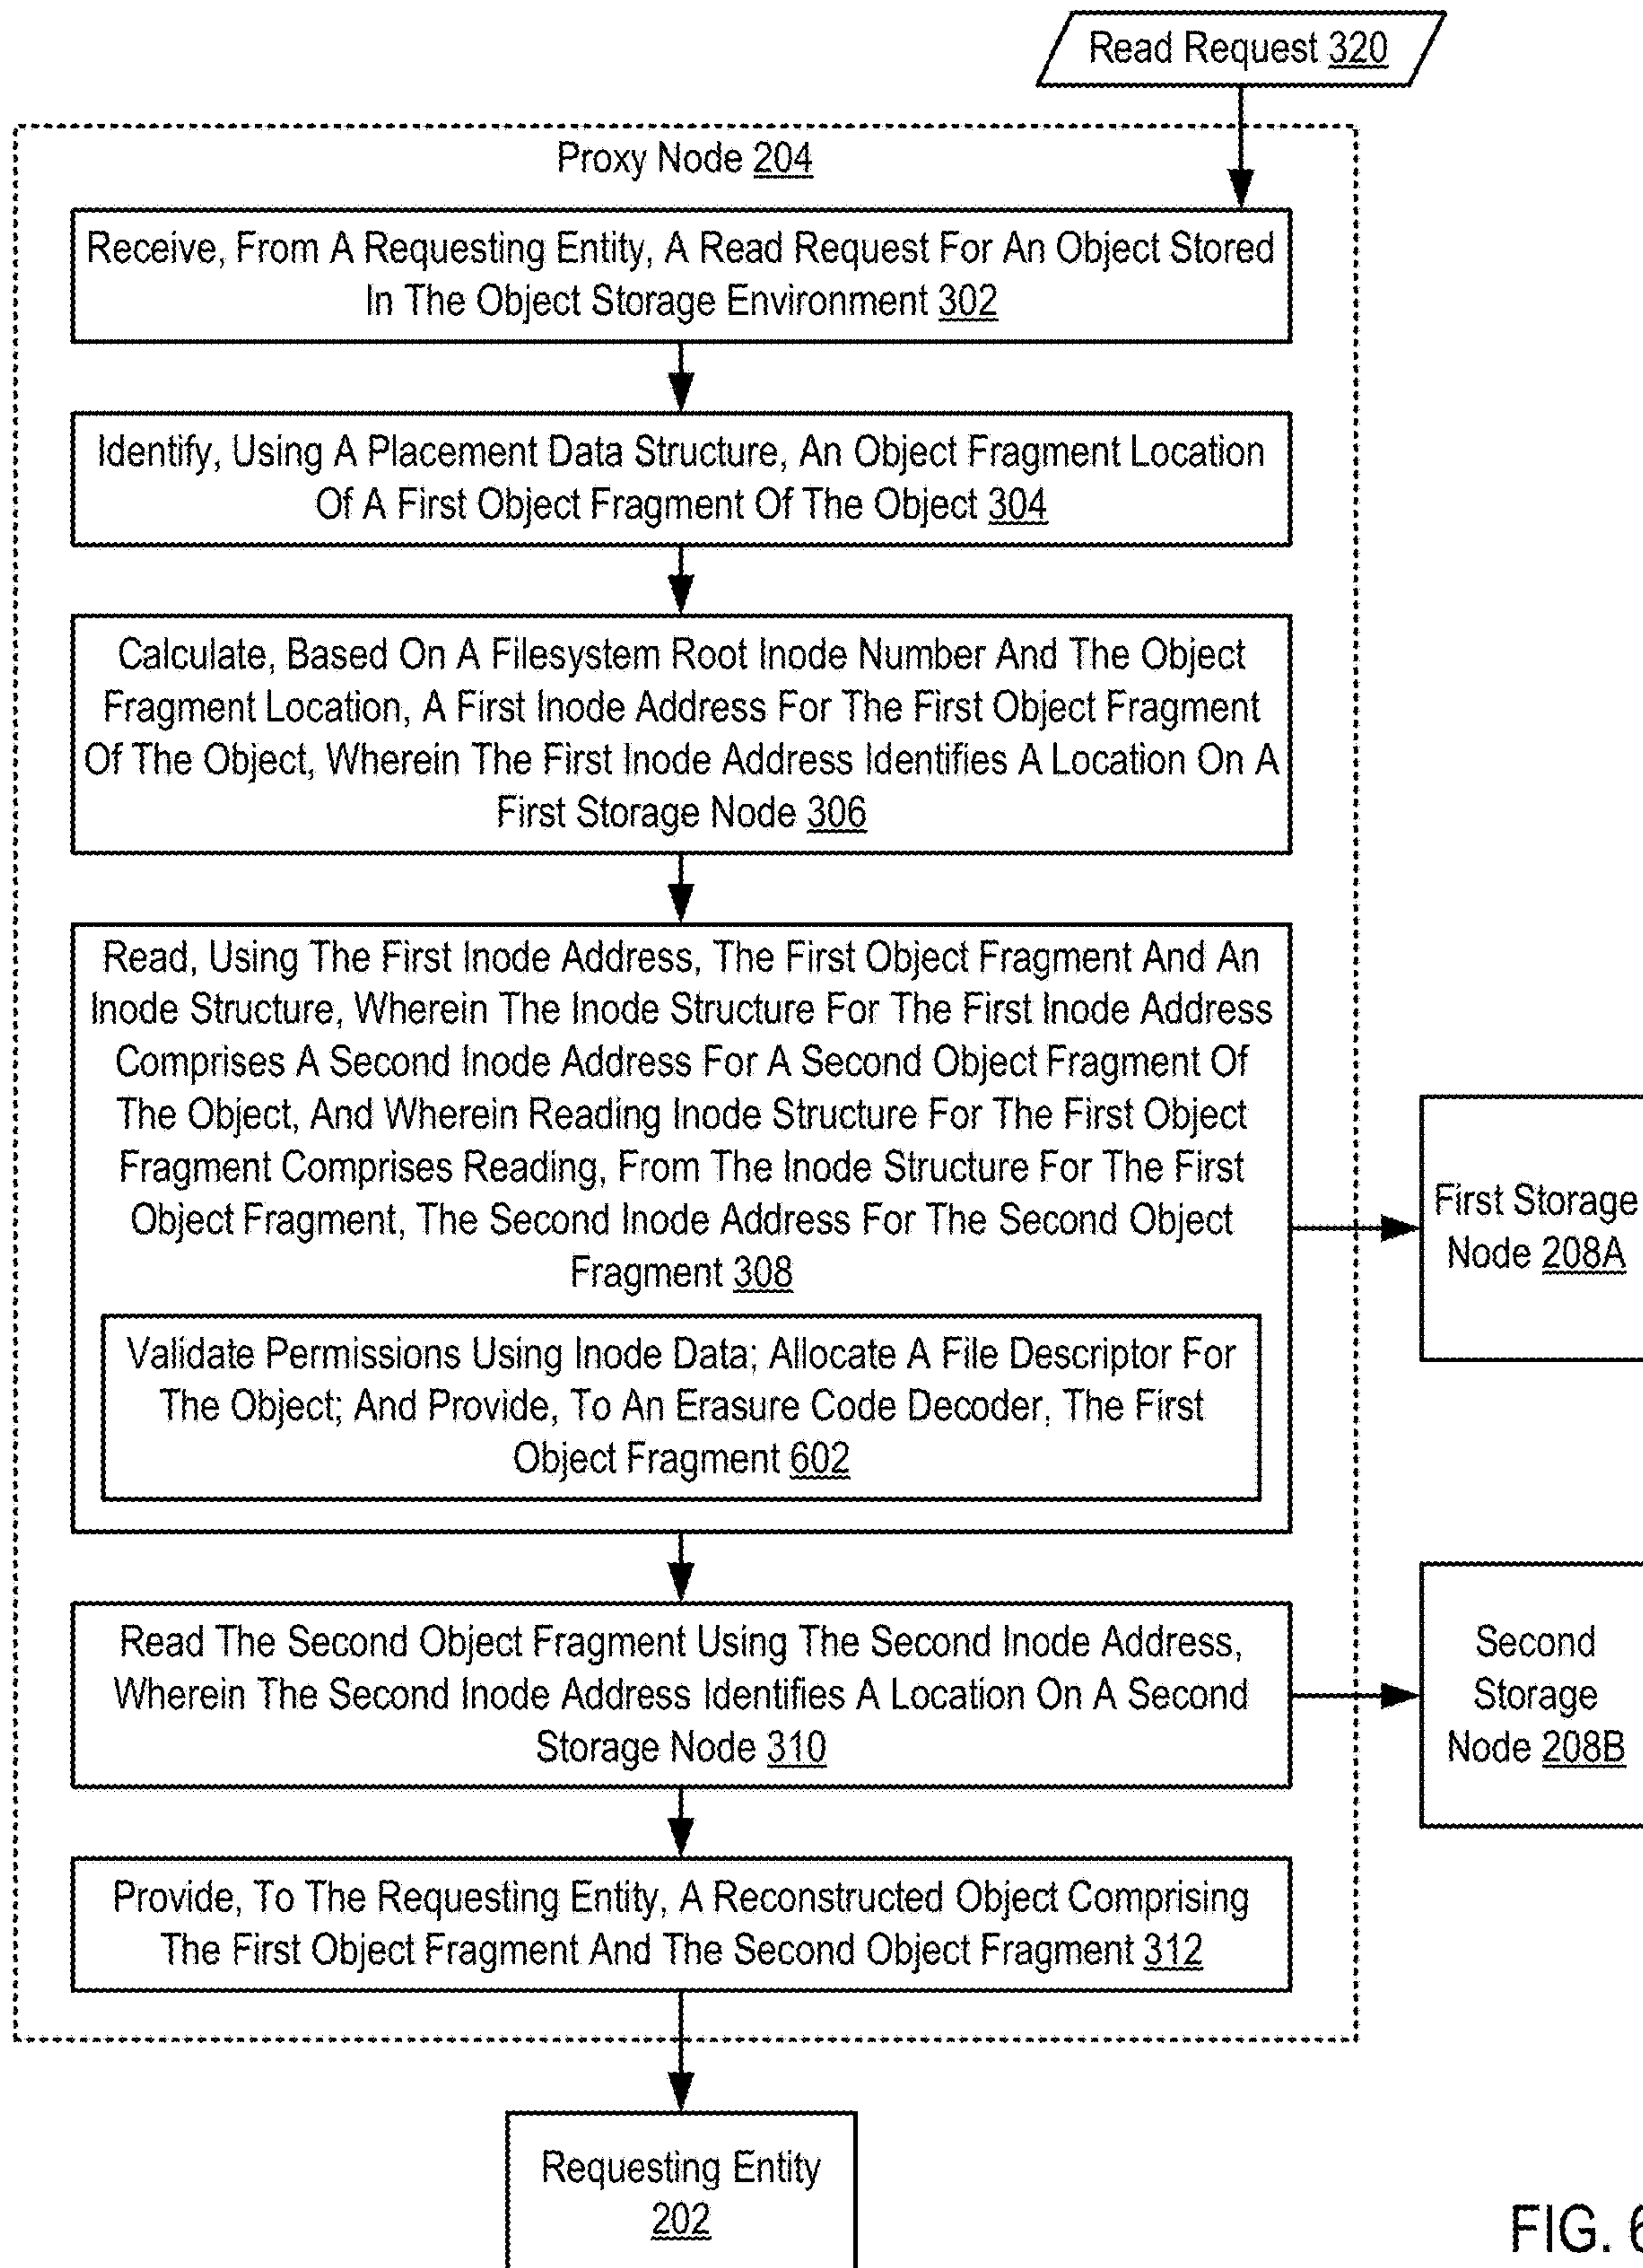 Read Request 320
Proxy Node 204
Receive, From A Requesting Entity, A Read Request For An Object Stored
In The Object Storage Environment 302
Identify, Using A Placement Data Structure, An Object Fragment Location
Of A First Object Fragment Of The Object 304
Calculate, Based On A Filesystem Root Inode Number And The Object
Fragment Location, A First Inode Address For The First Object Fragment
Of The Object, Wherein The First Inode Address Identifies A Location On A
First Storage Node 306
Read, Using The First Inode Address, The First Object Fragment And An
Inode Structure, Wherein The Inode Structure For The First Inode Address
Comprises A Second Inode Address For A Second Object Fragment Of
The Object, And Wherein Reading Inode Structure For The First Object
Fragment Comprises Reading, From The Inode Structure For The First
Object Fragment, The Second Inode Address For The Second Object
Fragment 308
First Storage
Node 208A
Validate Permissions Using Inode Data; Allocate A File Descriptor For
The Object; And Provide, To An Erasure Code Decoder, The First
Object Fragment 602
Read The Second Object Fragment Using The Second Inode Address,
Wherein The Second Inode Address Identifies A Location On A Second
Storage Node 310
Second
Storage
Node 208B
Provide, To The Requesting Entity, A Reconstructed Object Comprising
The First Object Fragment And The Second Object Fragment 312
Requesting Entity
202
FIG. 6